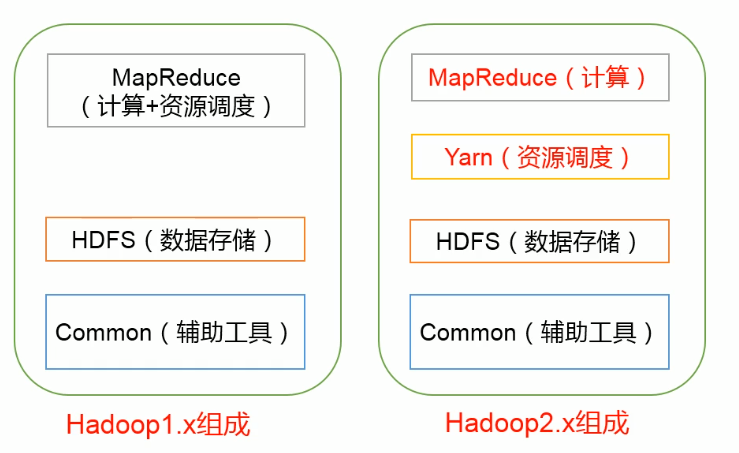 MapReduce
（计算+资源调度）
HDFS（数据存储）
Common（辅助工具）
Hadoop1.x组成
MapReduce（计算）
Yarn（资源调度）
HDFS（数据存储）
Common（辅助工具）
Hadoop2.x组成